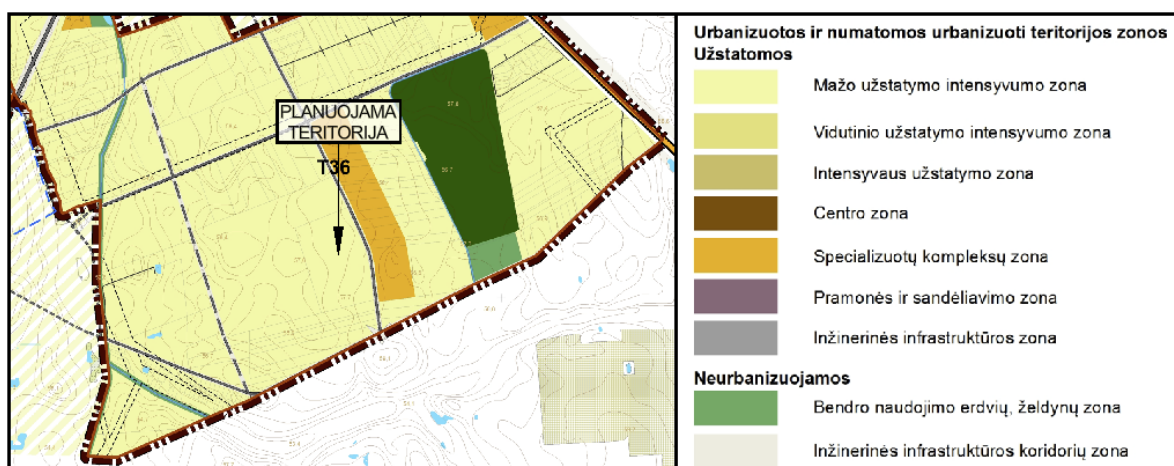 PLANUOJAMA
TERITORIJA
T36
Urbanizuotos ir numatomos urbanizuoti teritorijos zonos
Užstatomos
Mažo užstatymo intensyvumo zona
Vidutinio užstatymo intensyvumo zona
Intensyvaus užstatymo zona
Centro zona
Specializuotų kompleksų zona
Pramonės ir sandėliavimo zona
Inžinerinės infrastruktūros zona
Neurbanizuojamos
Bendro naudojimo erdvių, želdynų zona
Inžinerinės infrastruktūros koridorių zona